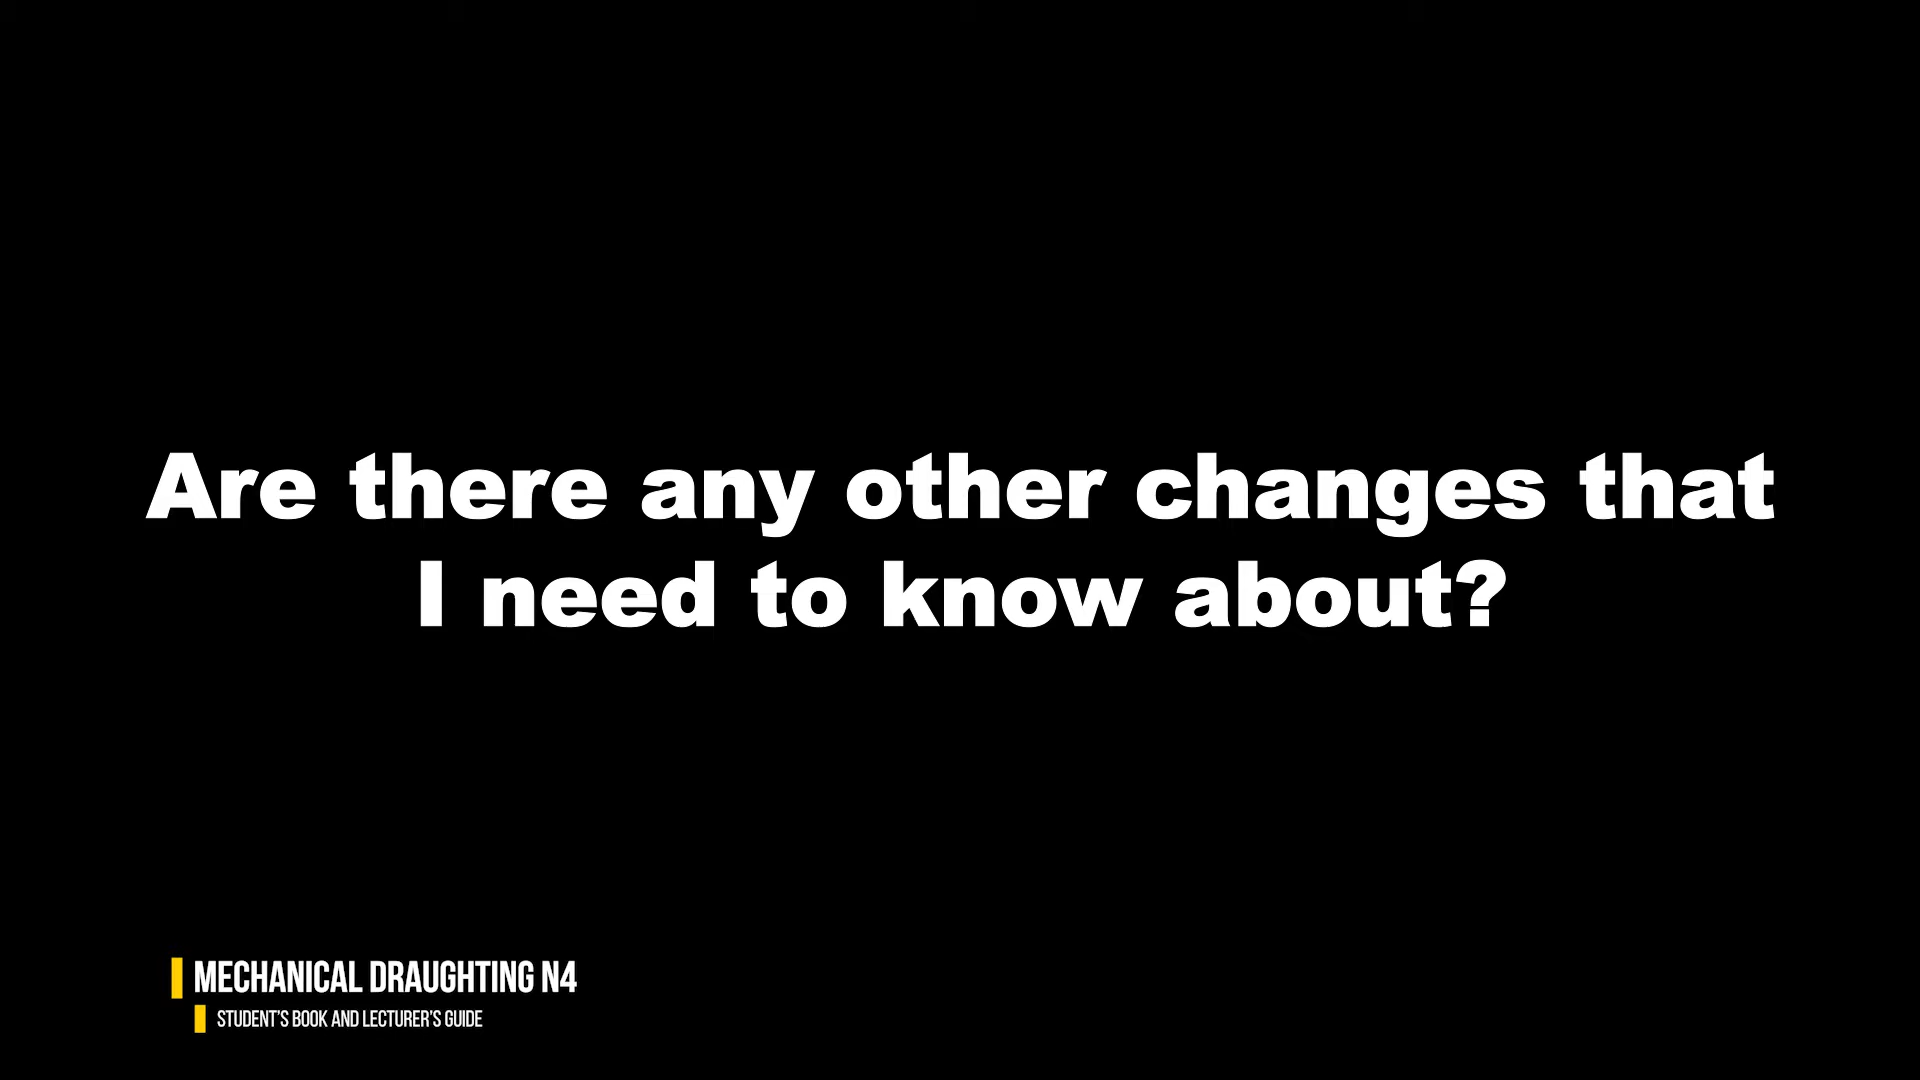 Are there any other changes that
I need to know about?
MECHANICAL DRAUGHTING N4
STUDENT'S BOOK AND LECTURER'S GUIDE